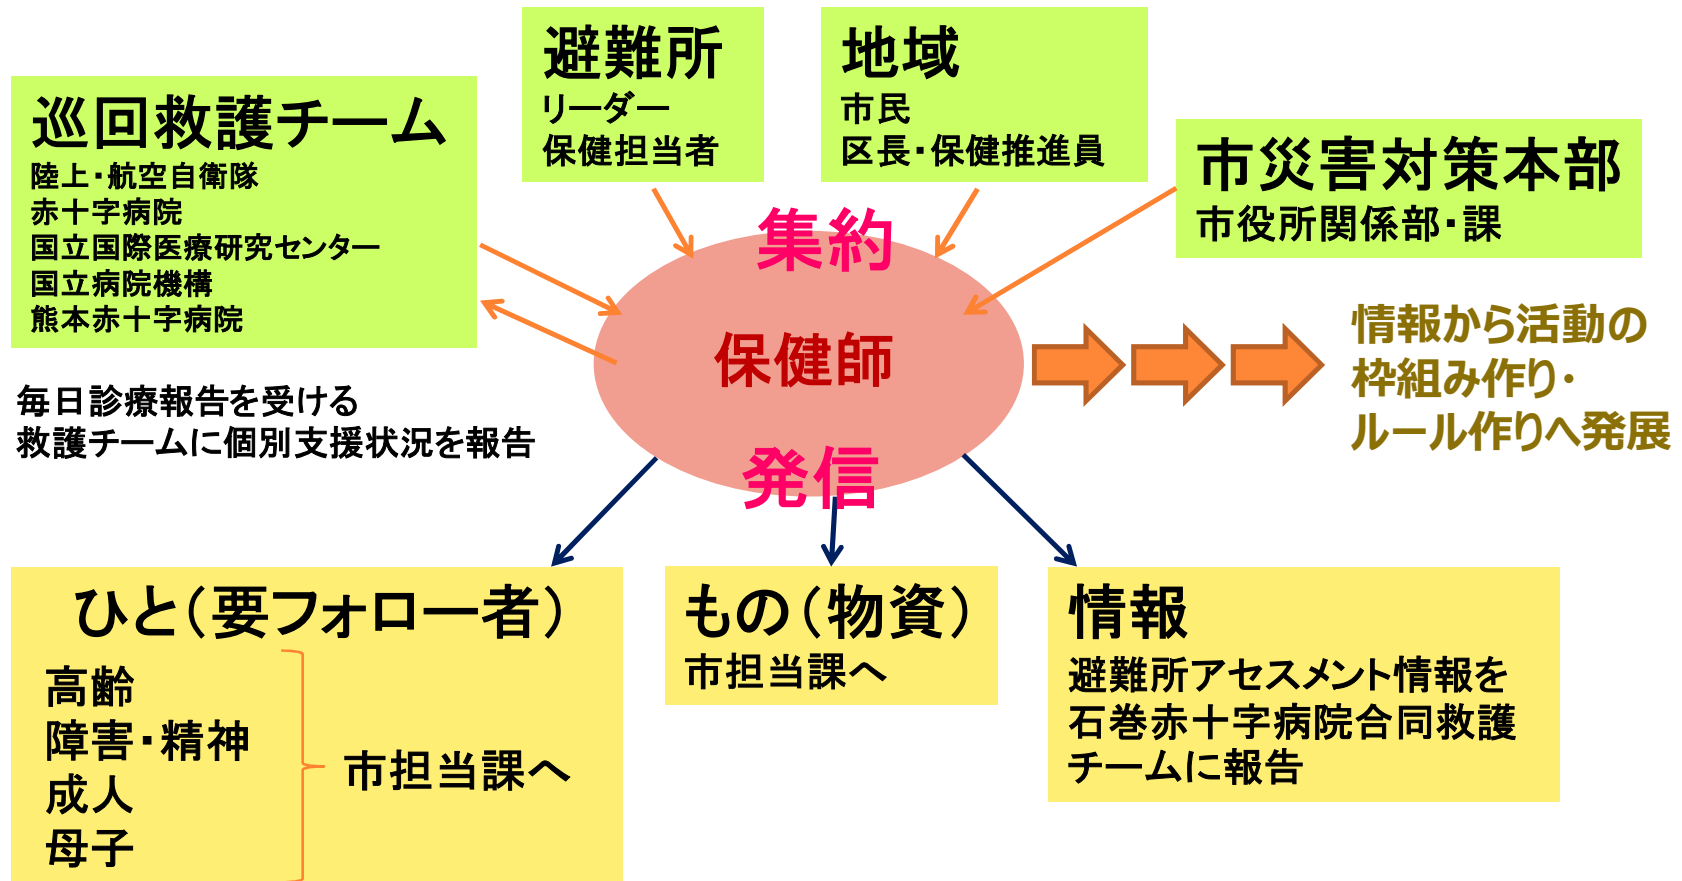 避難所
リーダー
保健担当者
地域
市民
区長・保健推進員
巡回救護チーム
陸上・航空自衛隊
赤十字病院
国立国際医療研究センター
国立病院機構
熊本赤十字病院
市災害対策本部
市役所関係部・課
集約
保健師
発信
情報から活動の
枠組み作り・
ルール作りへ発展
毎日診療報告を受ける
救護チームに個別支援状況を報告
ひと（要フォロー者）
高齢
障害・精神
成人
母子
市担当課へ
もの（物資）
市担当課へ
情報
避難所アセスメント情報を
石巻赤十字病院合同救護
チームに報告